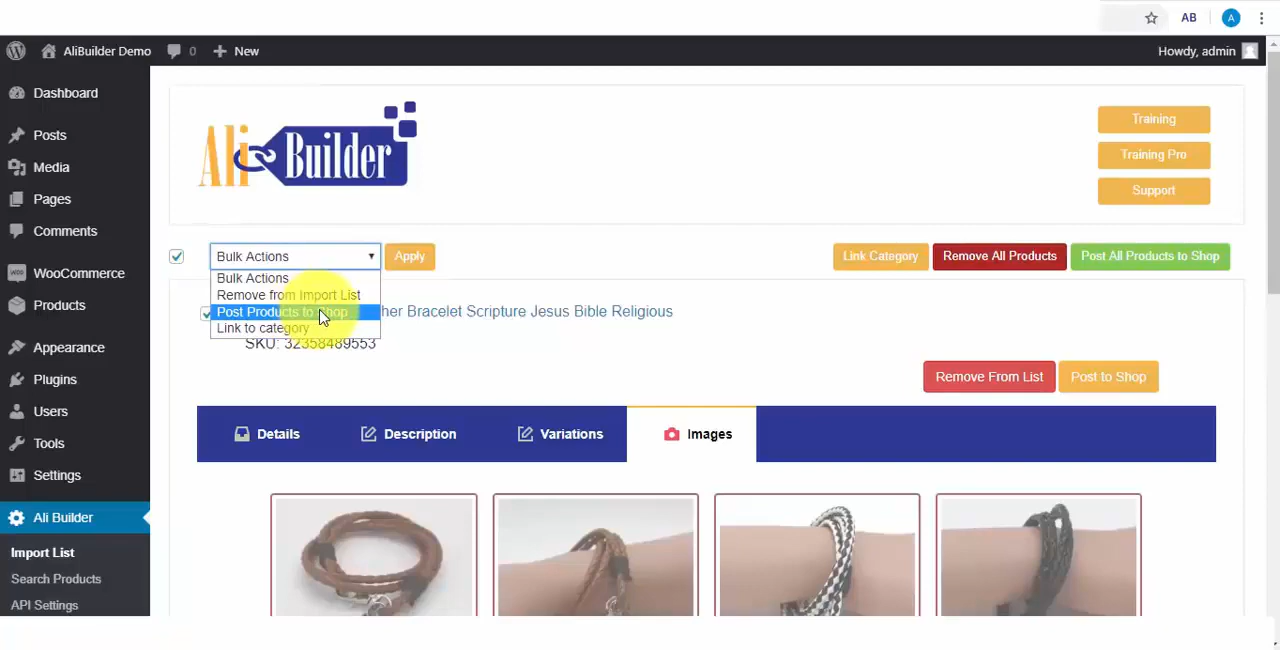 AB
A
AliBuilder Demo
0
New
Howdy, admin
Dashboard
Posts
Media
Pages
Comments
WooCommerce
Products
Appearance
Plugins
Users
Tools
Settings
Ali Builder
Import List
Search Products
API Settings
Ali Builder
Training
Training Pro
Support
Bulk Actions
Apply
Link Category
Remove All Products
Post All Products to Shop
Bulk Actions
Remove from Import List
Post Products to Shop
Link to category
her Bracelet Scripture Jesus Bible Religious
SKU: 32358489553
Remove From List
Post to Shop
Details
Description
Variations
Images